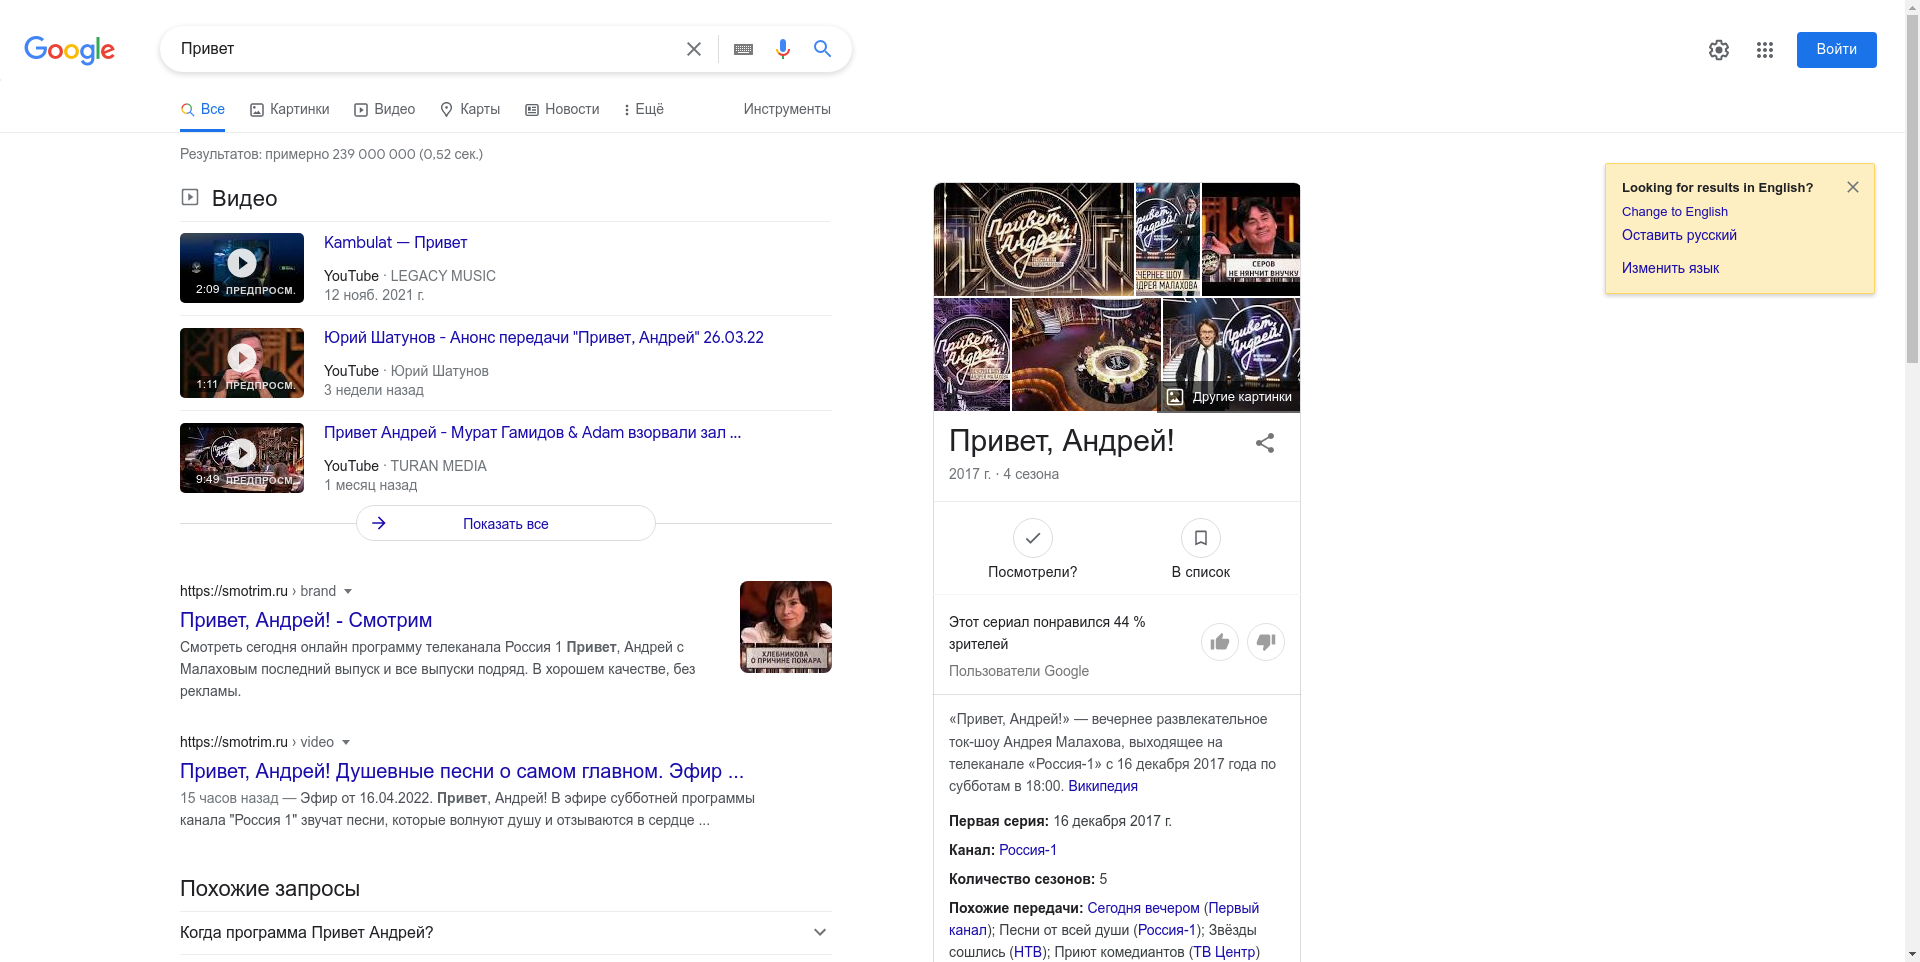 Google
Привет
Войти
Все
Картинки
Видео
Карты
Новости
Ещё
Инструменты
Результатов: примерно 239 000 000 (0,52 сек.)
Видео
Kambulat — Привет
YouTube · LEGACY MUSIC
12 нояб. 2021 г.
2:09 ПРЕДПРОСМ.
Юрий Шатунов - Анонс передачи "Привет, Андрей" 26.03.22
YouTube · Юрий Шатунов
3 недели назад
1:11 ПРЕДПРОСМ.
Привет Андрей - Мурат Гамидов & Adam взорвали зал ...
YouTube · TURAN MEDIA
1 месяц назад
9:49 ПРЕДПРОСМ.
Показать все
https://smotrim.ru › brand
Привет, Андрей! - Смотрим
Смотреть сегодня онлайн программу телеканала Россия 1 Привет, Андрей с
Малаховым последний выпуск и все выпуски подряд. В хорошем качестве, без
рекламы.
ХЛЕБНИКОВА
О ПРИЧИНЕ ПОЖАРА
https://smotrim.ru › video
Привет, Андрей! Душевные песни о самом главном. Эфир ...
15 часов назад — Эфир от 16.04.2022. Привет, Андрей! В эфире субботней программы
канала "Россия 1" звучат песни, которые волнуют душу и отзываются в сердце ...
Похожие запросы
Когда программа Привет Андрей?
Привет, Андрей!
Привет, Андрей!
СЕРОВ
НЕ НЯНЧИТ ВНУЧКУ
Привет, Андрей!
Привет, Андрей!
Другие картинки
Привет, Андрей!
2017 г. · 4 сезона
Посмотрели?
В список
Этот сериал понравился 44 %
зрителей
Пользователи Google
«Привет, Андрей!» — вечернее развлекательное
ток-шоу Андрея Малахова, выходящее на
телеканале «Россия-1» с 16 декабря 2017 года по
субботам в 18:00. Википедия
Первая серия: 16 декабря 2017 г.
Канал: Россия-1
Количество сезонов: 5
Похожие передачи: Сегодня вечером (Первый
канал); Песни от всей души (Россия-1); Звёзды
сошлись (НТВ); Приют комедиантов (ТВ Центр)
Looking for results in English?
Change to English
Оставить русский
Изменить язык